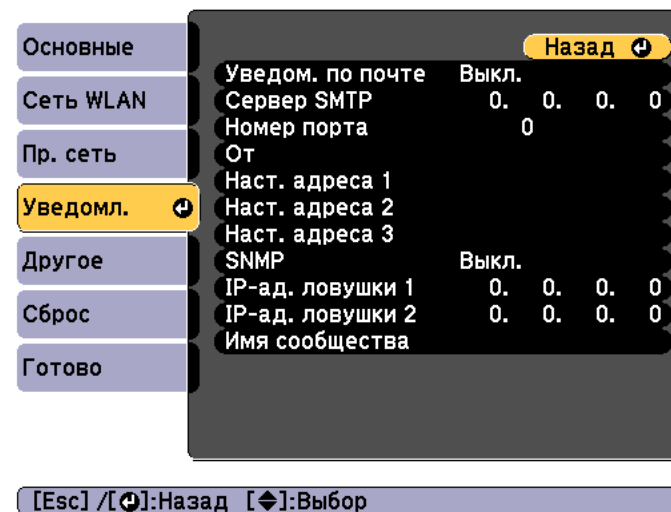 Основные
Сеть WLAN
Пр. сеть
Уведомл.
Другое
Сброс
Готово
Назад
Уведом. по почте Выкл.
Сервер SMTP 0. 0. 0. 0
Номер порта 0
От
Наст. адреса 1
Наст. адреса 2
Наст. адреса 3
SNMP Выкл.
IP-ад. ловушки 1 0. 0. 0. 0
IP-ад. ловушки 2 0. 0. 0. 0
Имя сообщества
[Esc] /[⏎]:Назад [◆]:Выбор